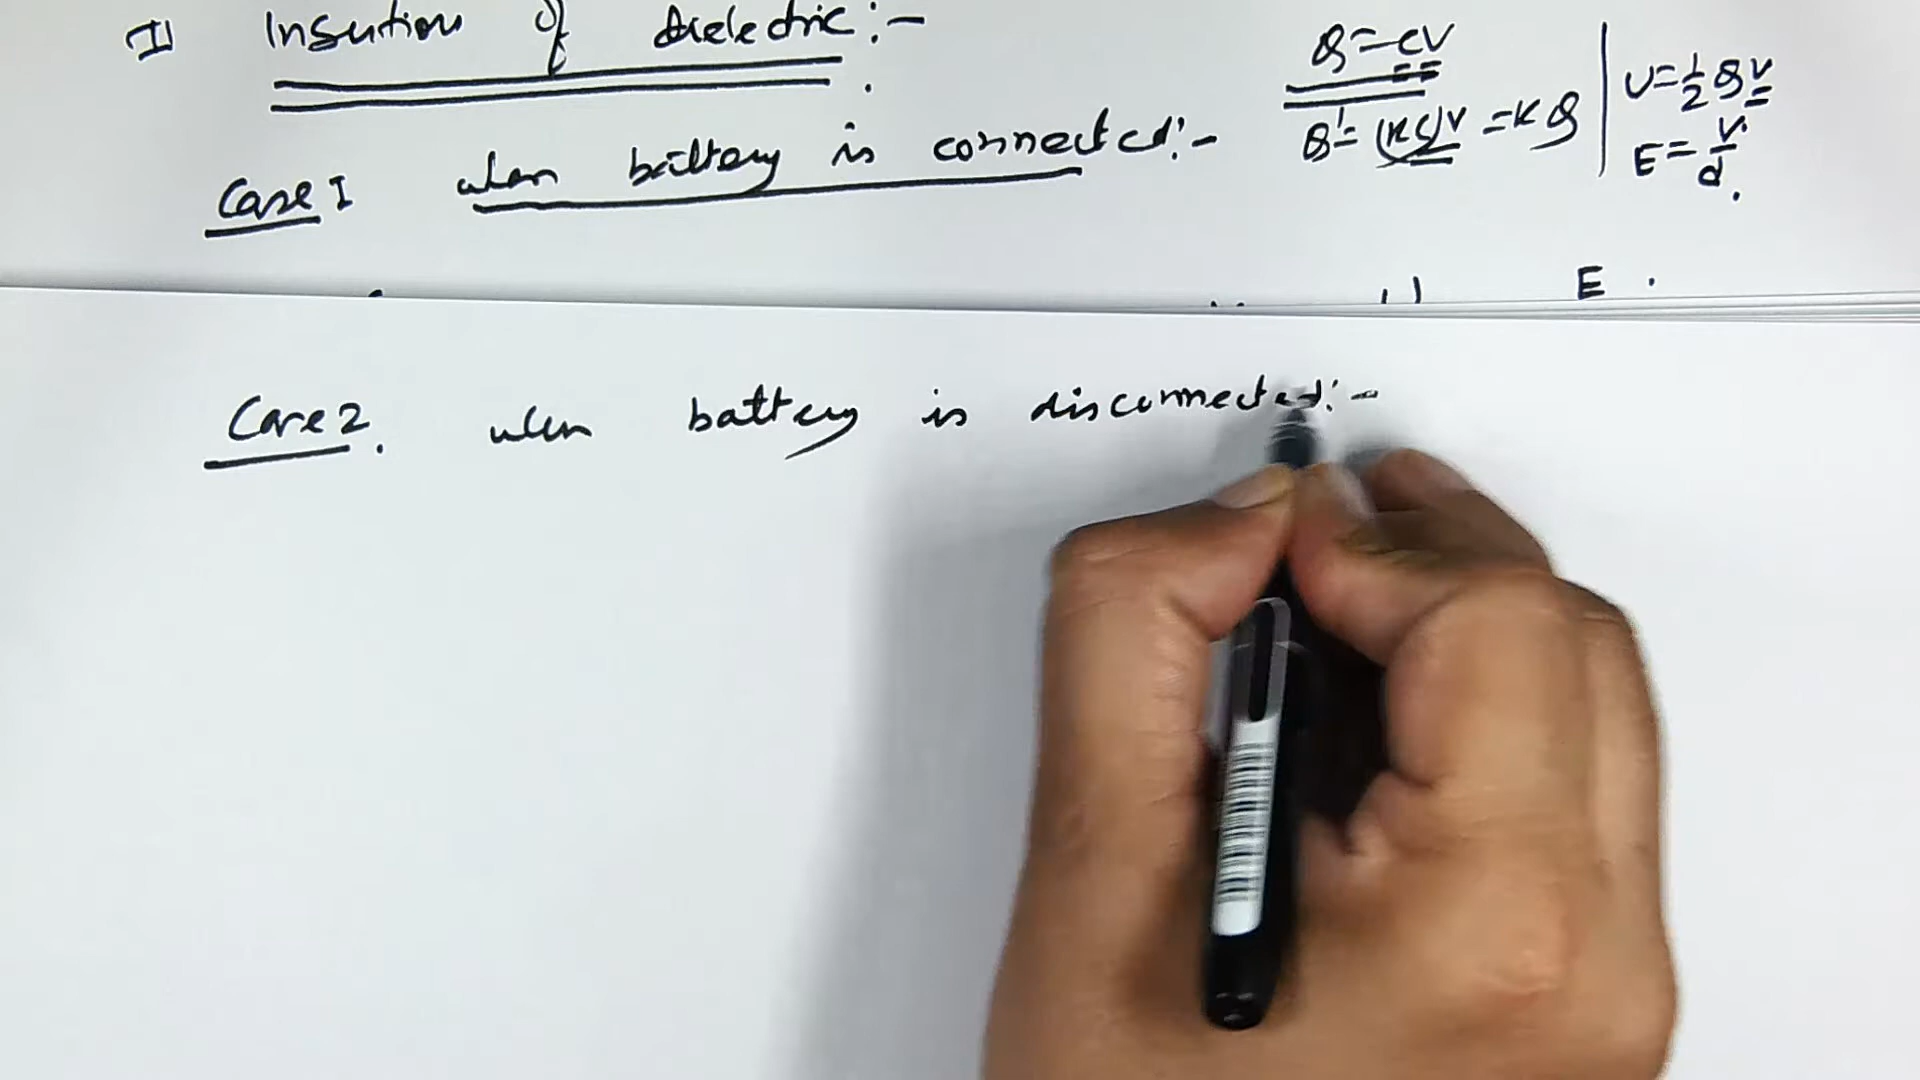 I Insertion of dielectric:-
Q=CV
Q'=(KC)V =KQ
U=1/2 QV
E=V/d.
Case I when battery is connected:-
E .
Case 2. when battery is disconnected:-